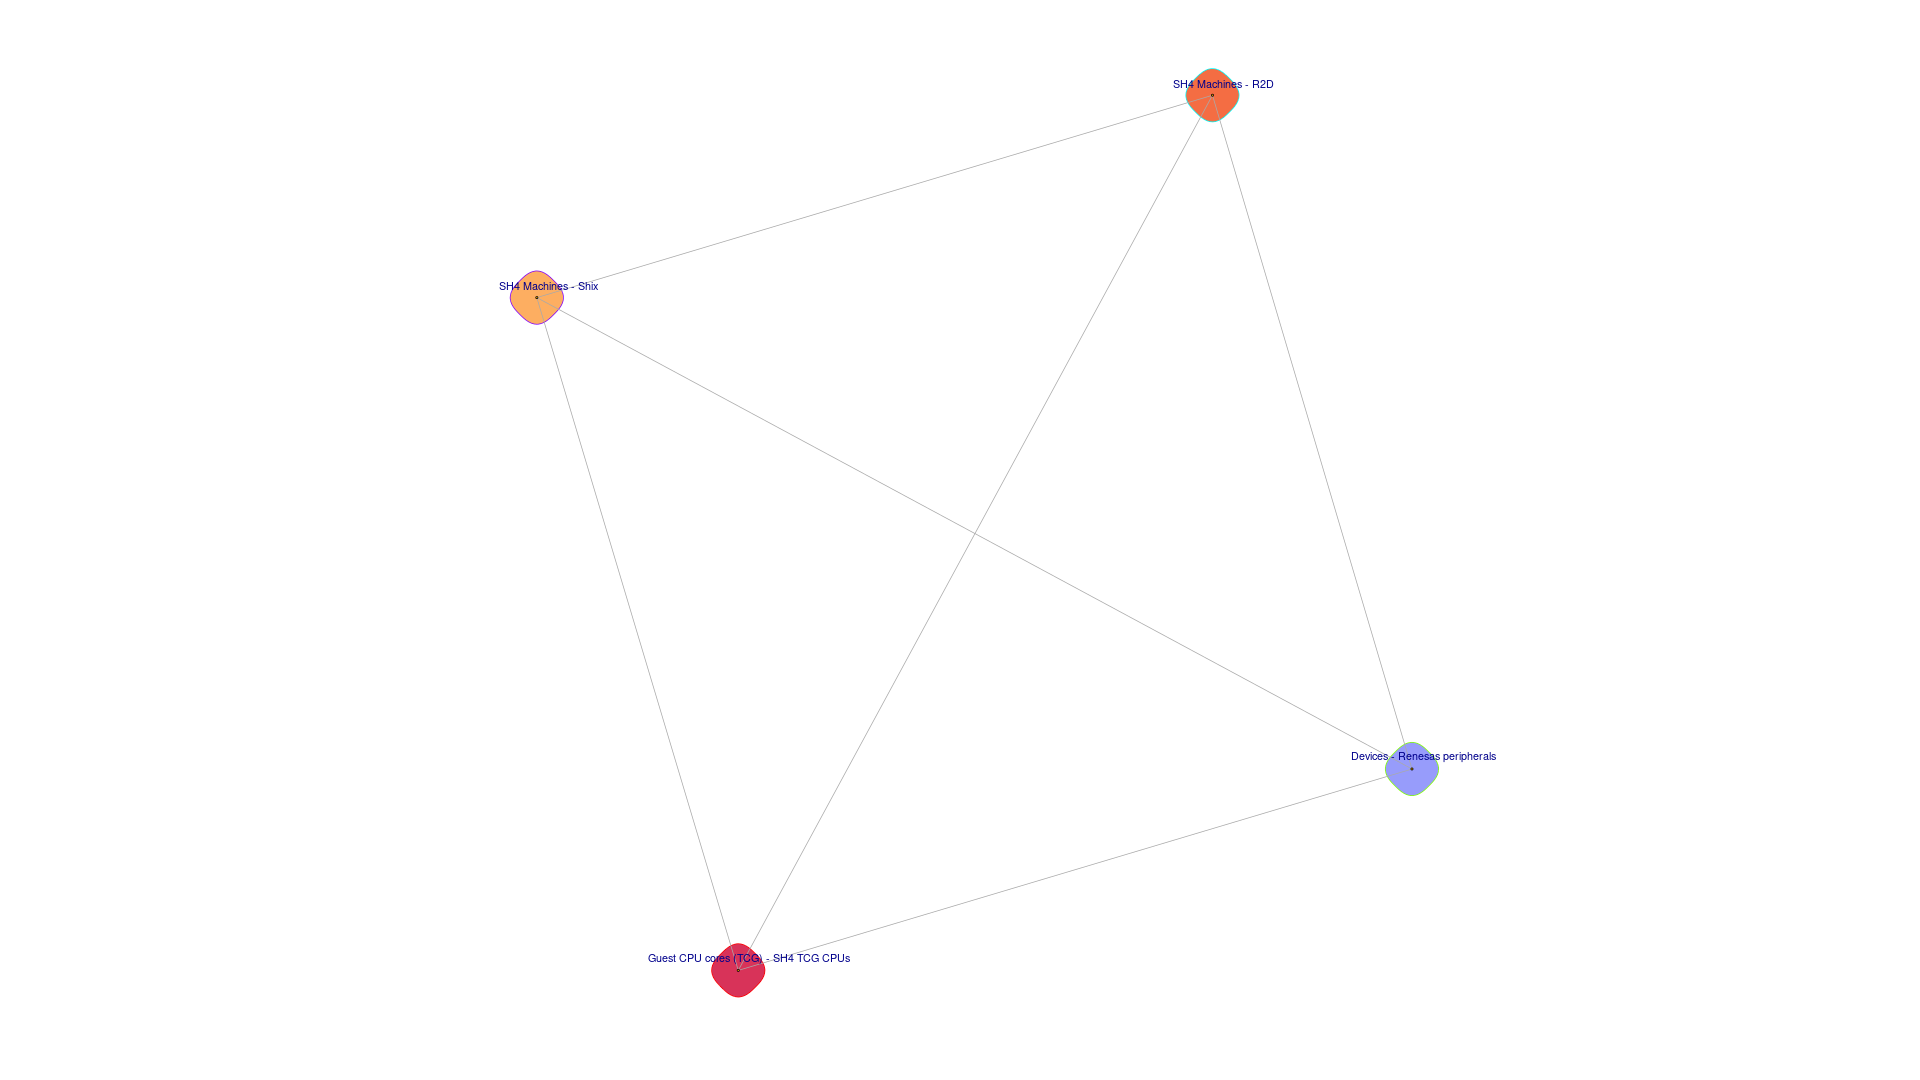 SH4 Machines - R2D
SH4 Machines - Shix
Devices - Renesas peripherals
Guest CPU cores (TCG) - SH4 TCG CPUs